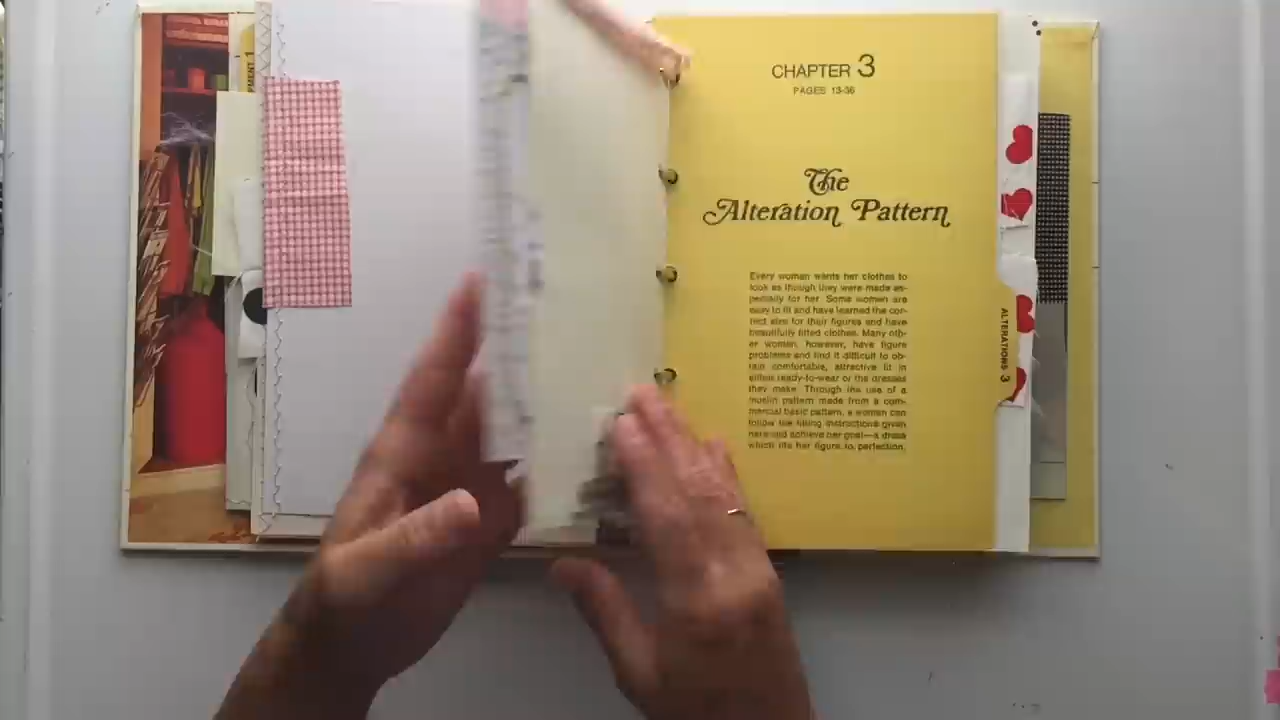 MENT 1
CHAPTER 3
PAGES 13-36
The
Alteration Pattern
Every woman wants her clothes to
look as though they were made es-
pecially for her. Some women are
easy to fit and have learned the cor-
rect size for their figures and have
beautifully fitted clothes. Many oth-
er women, however, have figure
problems and find it difficult to ob-
tain comfortable, attractive fit in
either ready-to-wear or the dresses
they make. Through the use of a
muslin pattern made from a com-
mercial basic pattern, a woman can
follow the fitting instructions given
here and achieve her goal—a dress
which fits her figure to perfection.
ALTERATIONS 3